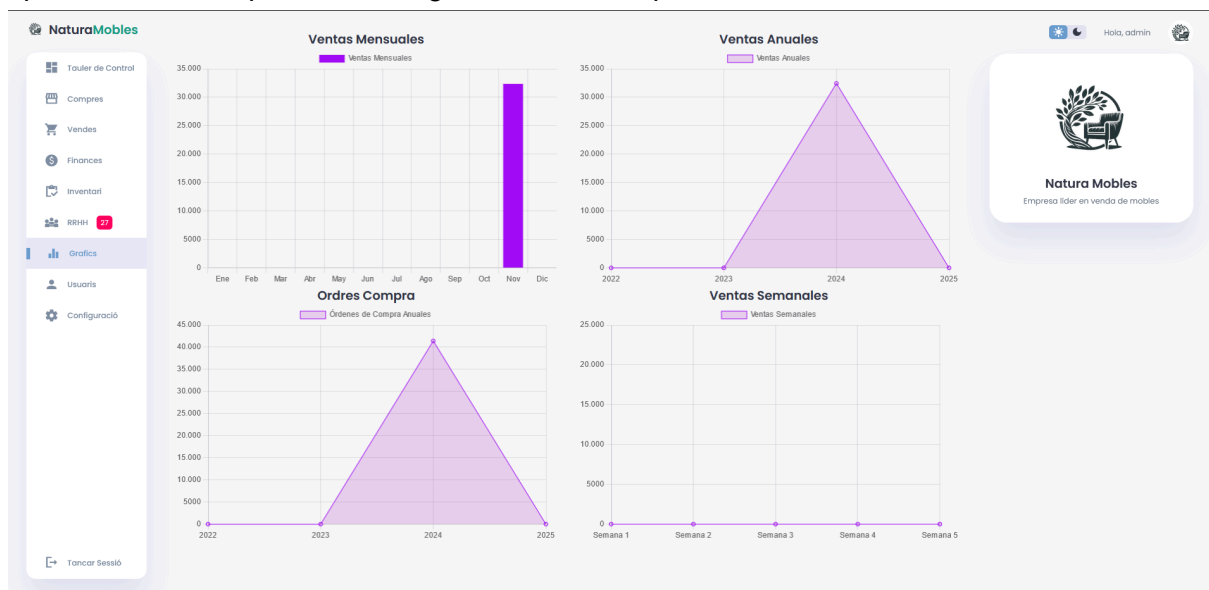 NaturaMobles
Tauler de Control
Compres
Vendes
Finances
Inventari
RRHH 27
Grafics
Usuaris
Configuració
Tancar Sessió
Ventas Mensuales
Ventas Mensuales
35.000
30.000
25.000
20.000
15.000
10.000
5000
0
Ene Feb Mar Abr May Jun Jul Ago Sep Oct Nov Dic
Ventas Anuales
Ventas Anuales
35.000
30.000
25.000
20.000
15.000
10.000
5000
0
2022 2023 2024 2025
Ordres Compra
Órdenes de Compra Anuales
45.000
40.000
35.000
30.000
25.000
20.000
15.000
10.000
5000
0
2022 2023 2024 2025
Ventas Semanales
Ventas Semanales
25.000
20.000
15.000
10.000
5000
0
Semana 1 Semana 2 Semana 3 Semana 4 Semana 5
Hola, admin
Natura Mobles
Empresa líder en venda de mobles